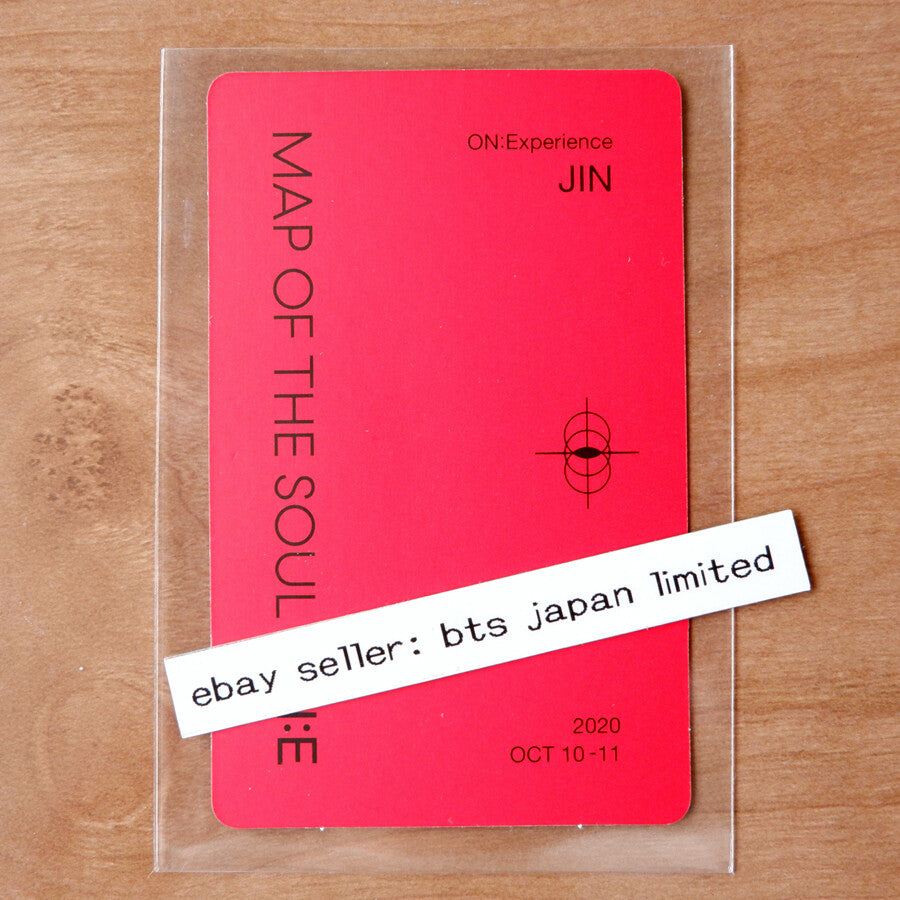 ON:Experience
JIN
MAP OF THE SOUL
:E
ebay seller: bts japan limited
2020
OCT 10-11